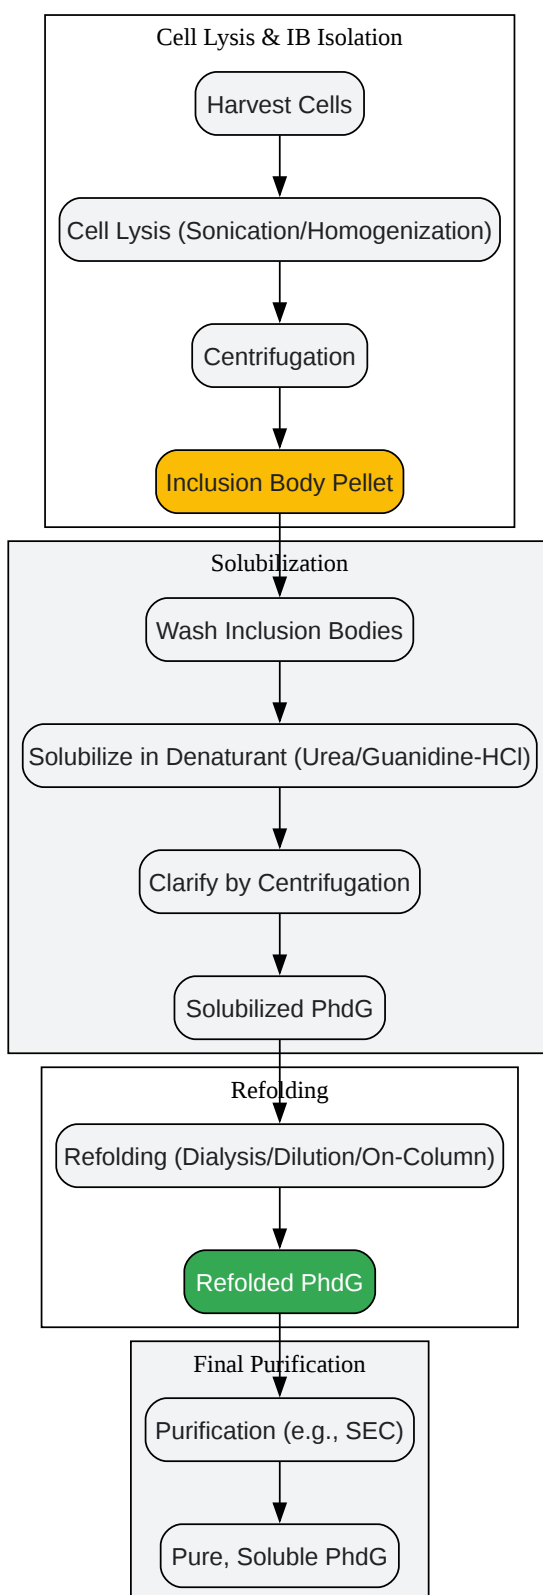 Cell Lysis & IB Isolation
Harvest Cells
Cell Lysis (Sonication/Homogenization)
Centrifugation
Inclusion Body Pellet
Solubilization
Wash Inclusion Bodies
Solubilize in Denaturant (Urea/Guanidine-HCl)
Clarify by Centrifugation
Solubilized PhdG
Refolding
Refolding (Dialysis/Dilution/On-Column)
Refolded PhdG
Final Purification
Purification (e.g., SEC)
Pure, Soluble PhdG